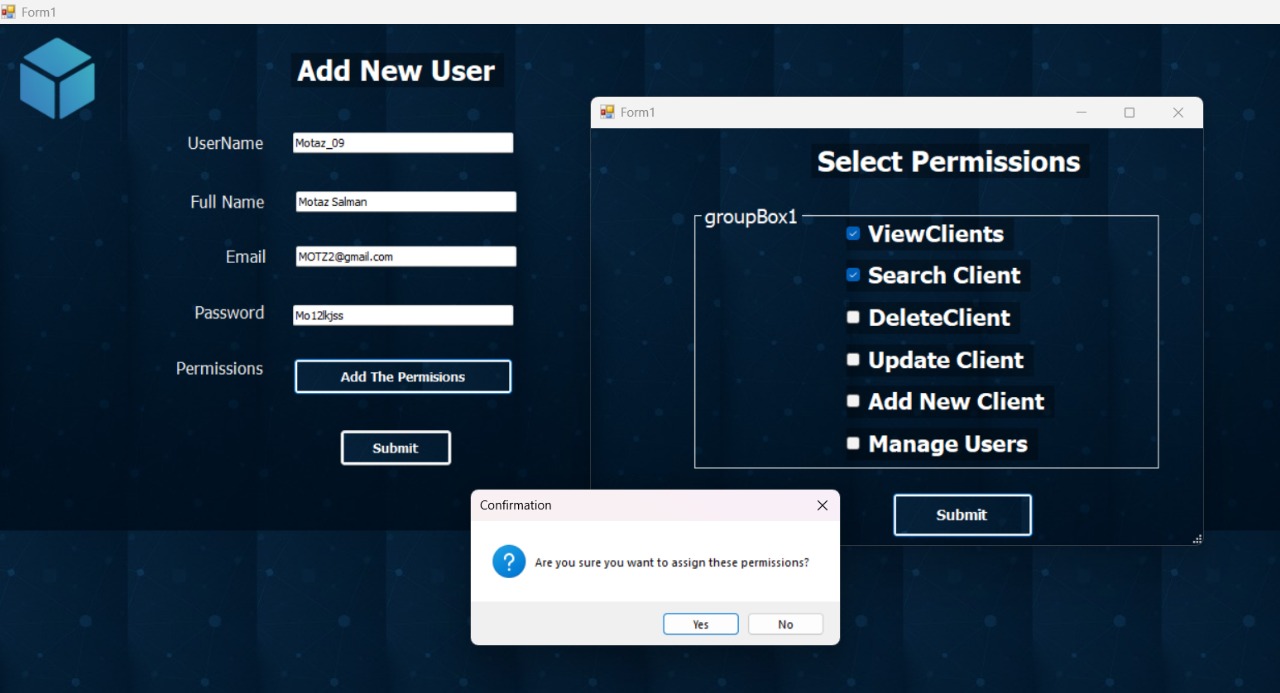 Form1
Add New User
UserName
Motaz_09
Full Name
Motaz Salman
Email
MOTZ2@gmail.com
Password
Mo12lkjss
Permissions
Add The Permisions
Submit
Form1
Select Permissions
groupBox1
ViewClients
Search Client
DeleteClient
Update Client
Add New Client
Manage Users
Submit
Confirmation
?
Are you sure you want to assign these permissions?
Yes
No